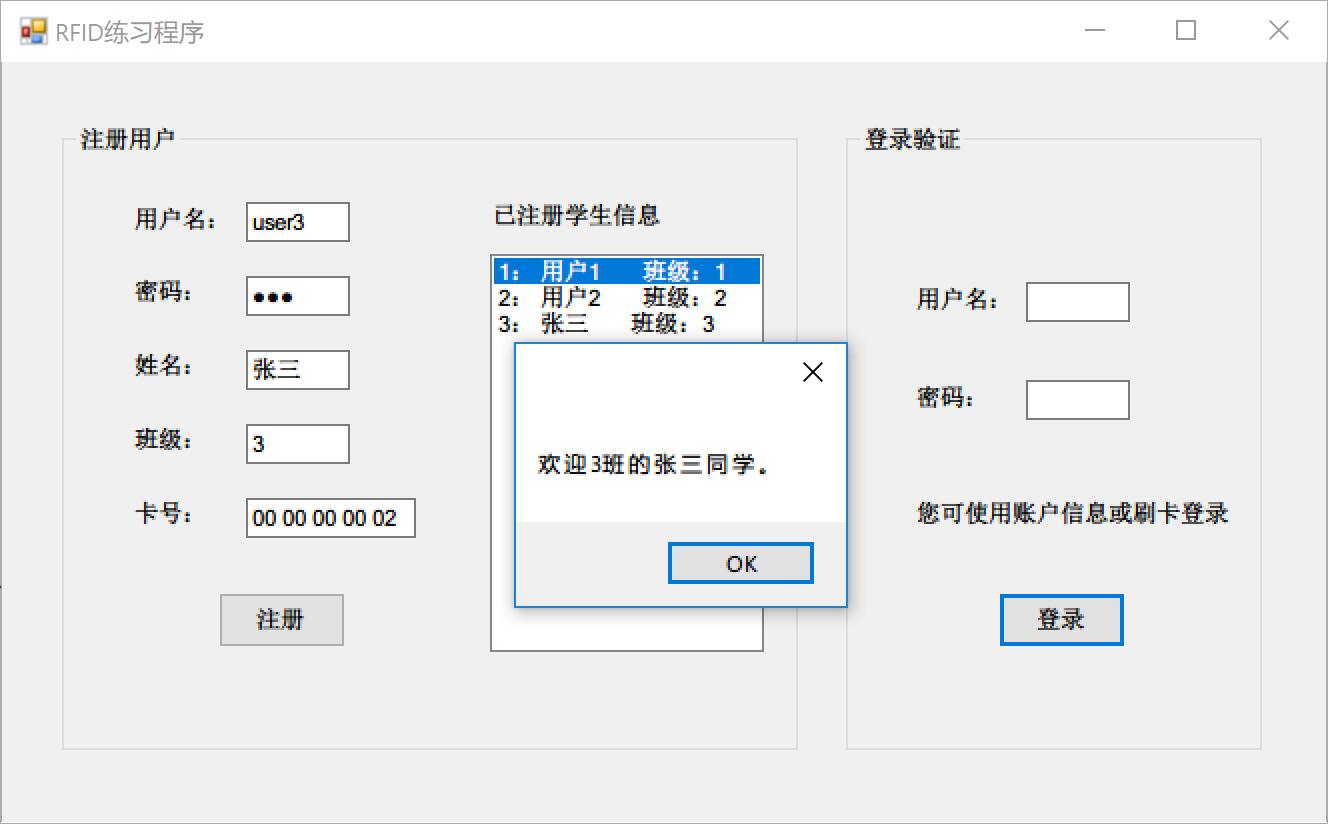 RFID练习程序
注册用户
用户名： user3
密码： ●●●
姓名： 张三
班级： 3
卡号： 00 00 00 00 02
注册
已注册学生信息
1： 用户1 班级：1
2： 用户2 班级：2
3： 张三 班级：3
欢迎3班的张三同学。
OK
登录验证
用户名：
密码：
您可使用账户信息或刷卡登录
登录